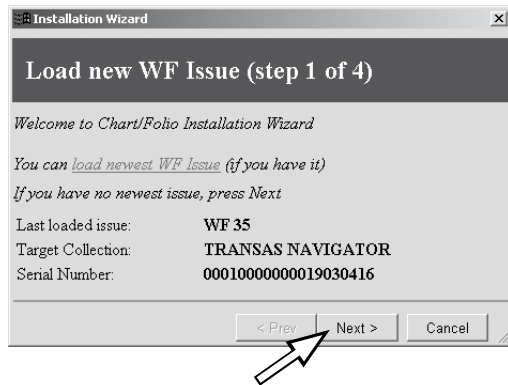 Installation Wizard
Load new WF Issue (step 1 of 4)
Welcome to Chart/Folio Installation Wizard
You can load newest WF Issue (if you have it)
If you have no newest issue, press Next
Last loaded issue: WF 35
Target Collection: TRANSAS NAVIGATOR
Serial Number: 00010000000019030416
< Prev Next > Cancel